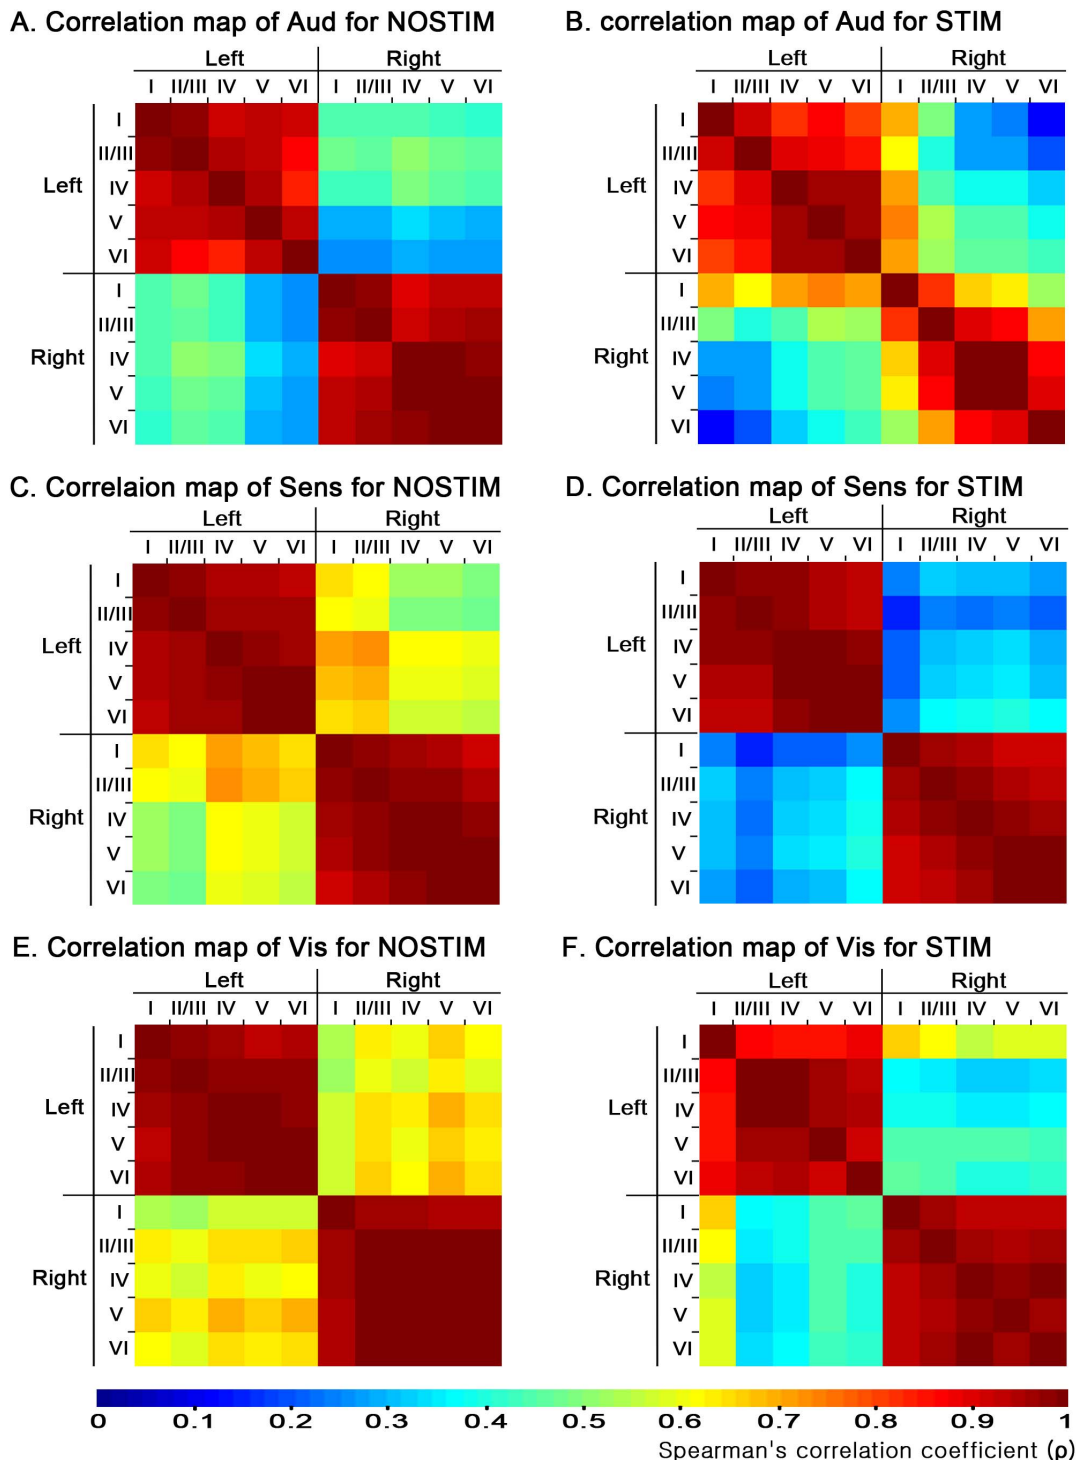 A. Correlation map of Aud for NOSTIM
Left Right
I II/III IV V VI I II/III IV V VI
I
II/III
Left
IV
V
VI
I
II/III
Right
IV
V
VI
B. correlation map of Aud for STIM
Left Right
I II/III IV V VI I II/III IV V VI
I
II/III
Left
IV
V
VI
I
II/III
Right
IV
V
VI
C. Correlaion map of Sens for NOSTIM
Left Right
I II/III IV V VI I II/III IV V VI
I
II/III
Left
IV
V
VI
I
II/III
Right
IV
V
VI
D. Correlation map of Sens for STIM
Left Right
I II/III IV V VI I II/III IV V VI
I
II/III
Left
IV
V
VI
I
II/III
Right
IV
V
VI
E. Correlation map of Vis for NOSTIM
Left Right
I II/III IV V VI I II/III IV V VI
I
II/III
Left
IV
V
VI
I
II/III
Right
IV
V
VI
F. Correlation map of Vis for STIM
Left Right
I II/III IV V VI I II/III IV V VI
I
II/III
Left
IV
V
VI
I
II/III
Right
IV
V
VI
0 0.1 0.2 0.3 0.4 0.5 0.6 0.7 0.8 0.9 1
Spearman's correlation coefficient (ρ)